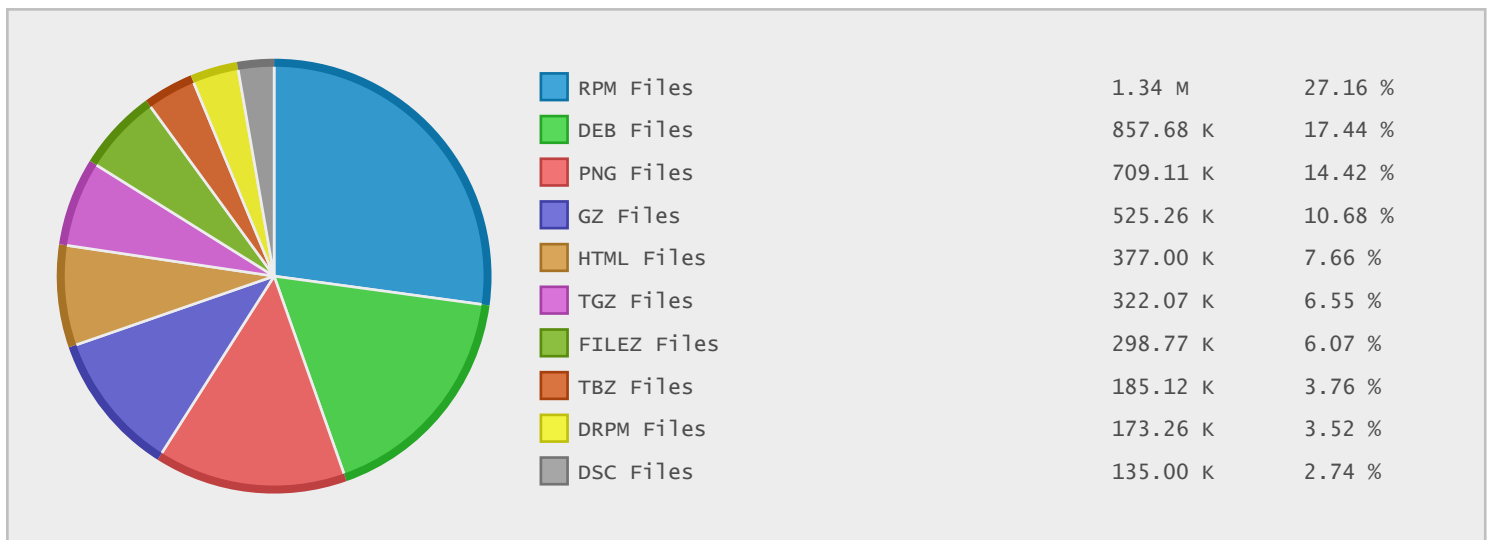 RPM Files 1.34 M 27.16 %
DEB Files 857.68 K 17.44 %
PNG Files 709.11 K 14.42 %
GZ Files 525.26 K 10.68 %
HTML Files 377.00 K 7.66 %
TGZ Files 322.07 K 6.55 %
FILEZ Files 298.77 K 6.07 %
TBZ Files 185.12 K 3.76 %
DRPM Files 173.26 K 3.52 %
DSC Files 135.00 K 2.74 %